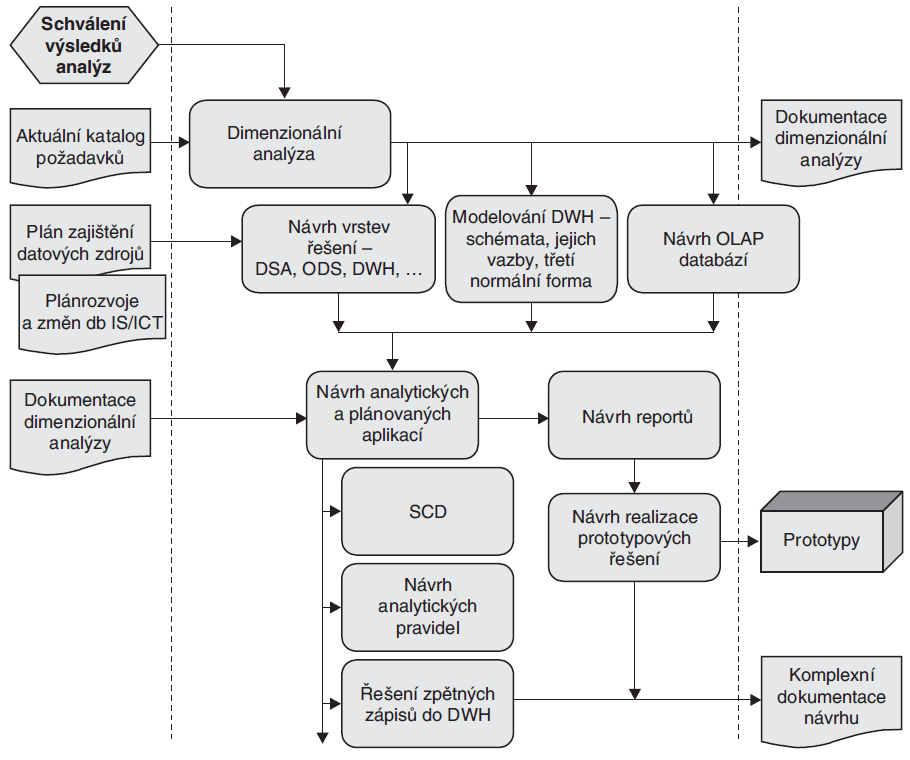 Schválení
výsledků
analýz
Aktuální katalog
požadavků
Dimenzionální
analýza
Dokumentace
dimenzionální
analýzy
Plán zajištění
datových zdrojů
Návrh vrstev
řešení –
DSA, ODS, DWH, …
Modelování DWH –
schémata, jejich
vazby, třetí
normální forma
Návrh OLAP
databází
Plánrozvoje
a změn db IS/ICT
Dokumentace
dimenzionální
analýzy
Návrh analytických
a plánovaných
aplikací
Návrh reportů
SCD
Návrh realizace
prototypových
řešení
Prototypy
Návrh
analytických
pravidel
Řešení zpětných
zápisů do DWH
Komplexní
dokumentace
návrhu